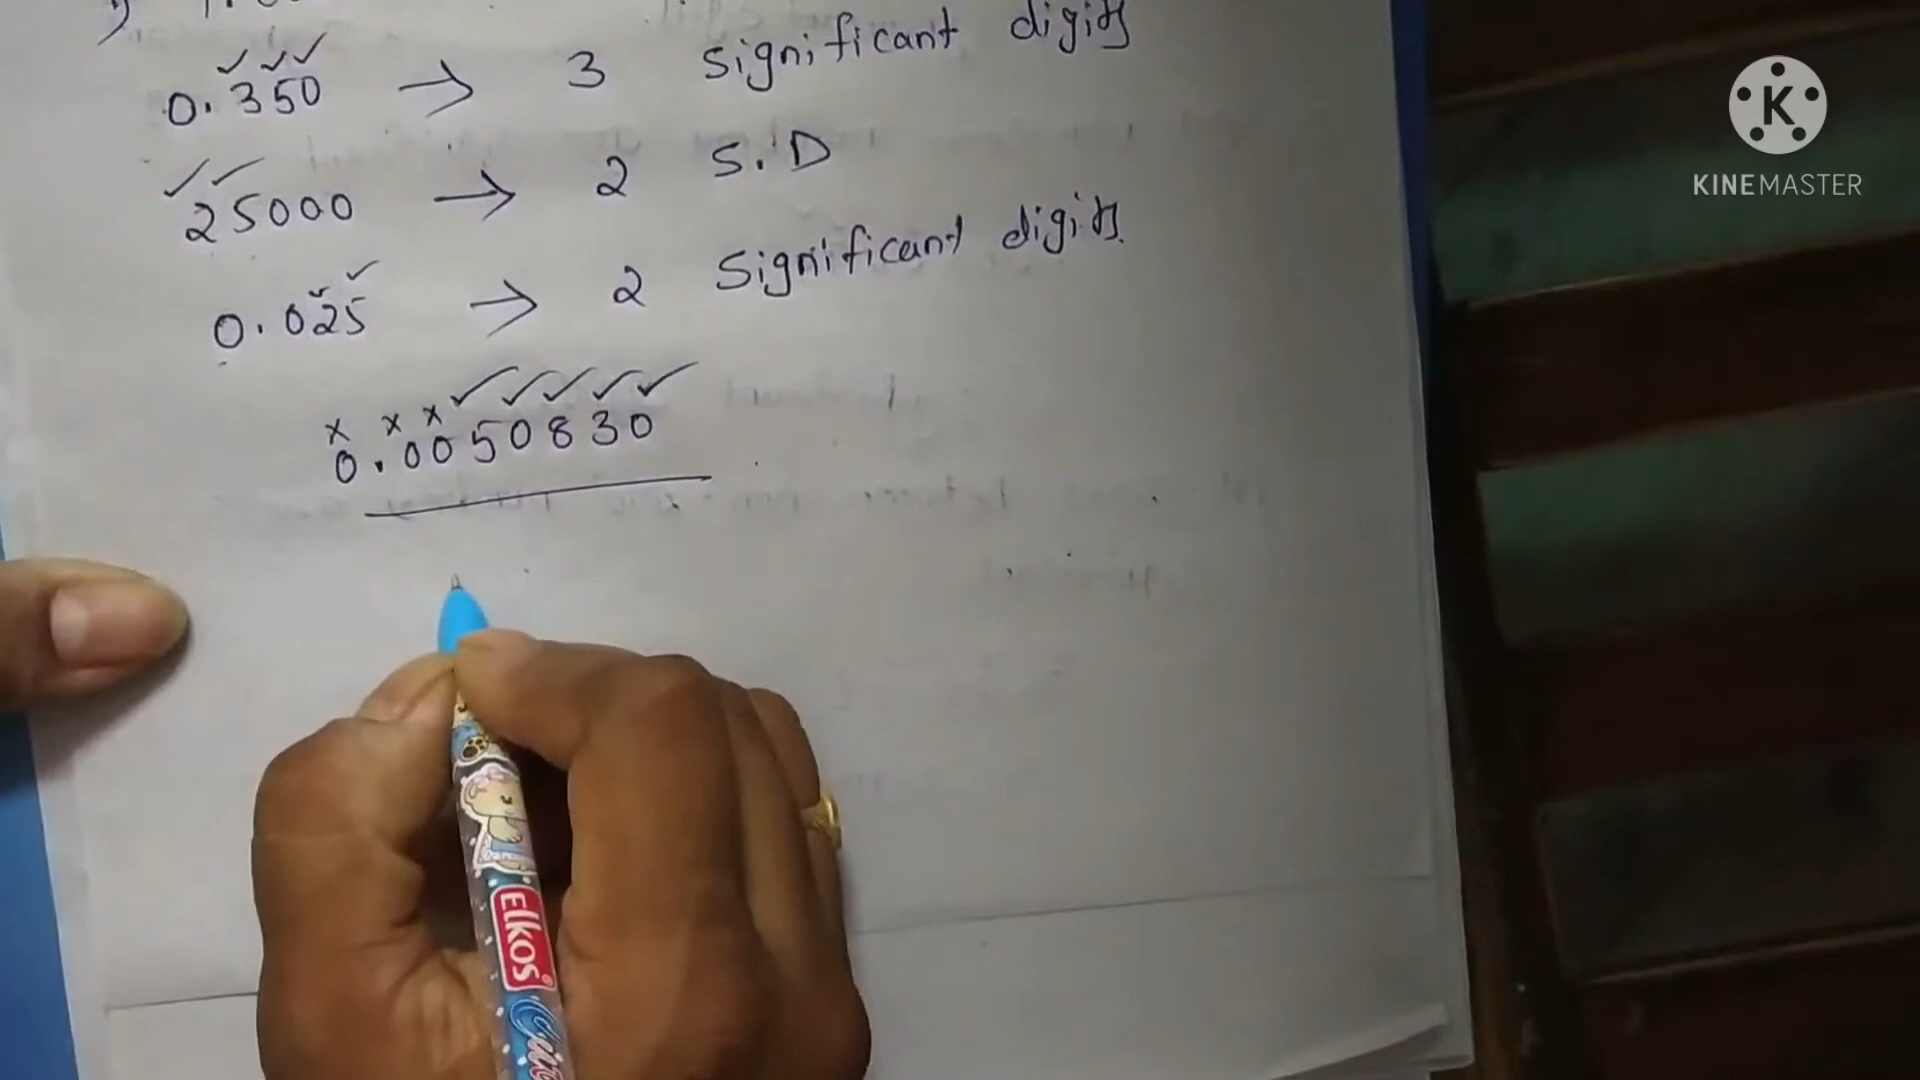 0.350 → 3 significant digits
25000 → 2 S.D
0.025 → 2 Significant digits
0.0050830
KINEMASTER
Elkos